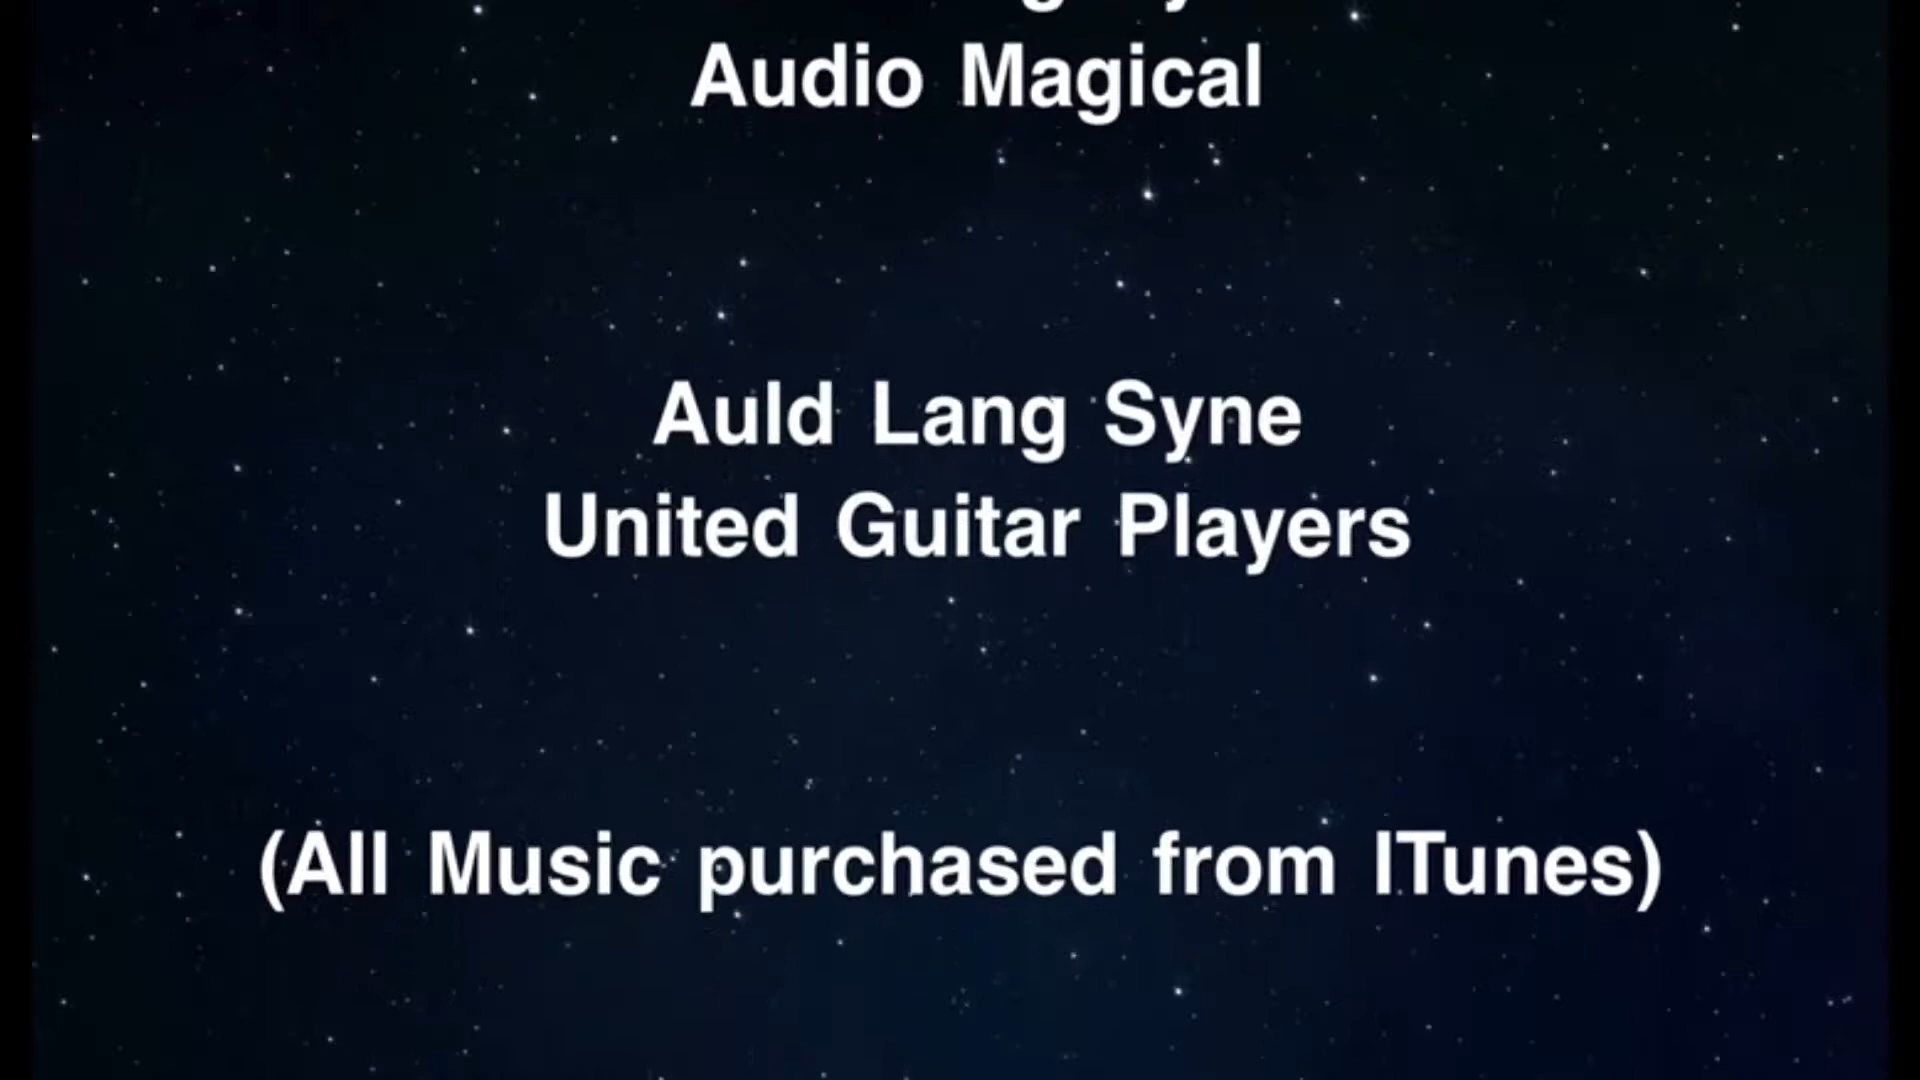 Audio Magical
Auld Lang Syne
United Guitar Players
(All Music purchased from ITunes)